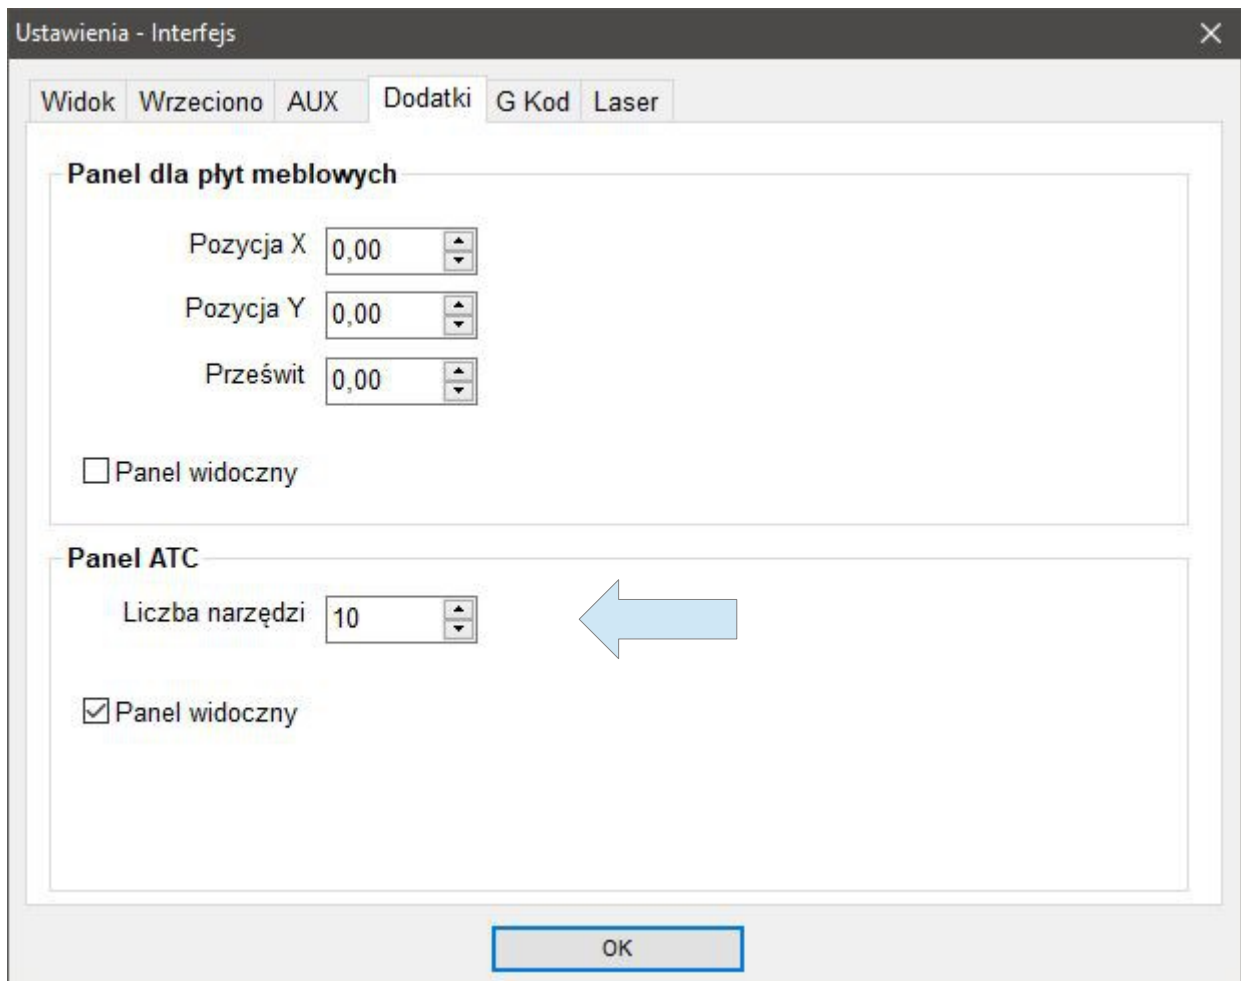 Ustawienia - Interfejs
Widok Wrzeciono AUX Dodatki G Kod Laser
Panel dla płyt meblowych
Pozycja X 0,00
Pozycja Y 0,00
Prześwit 0,00
Panel widoczny
Panel ATC
Liczba narzędzi 10
Panel widoczny
OK